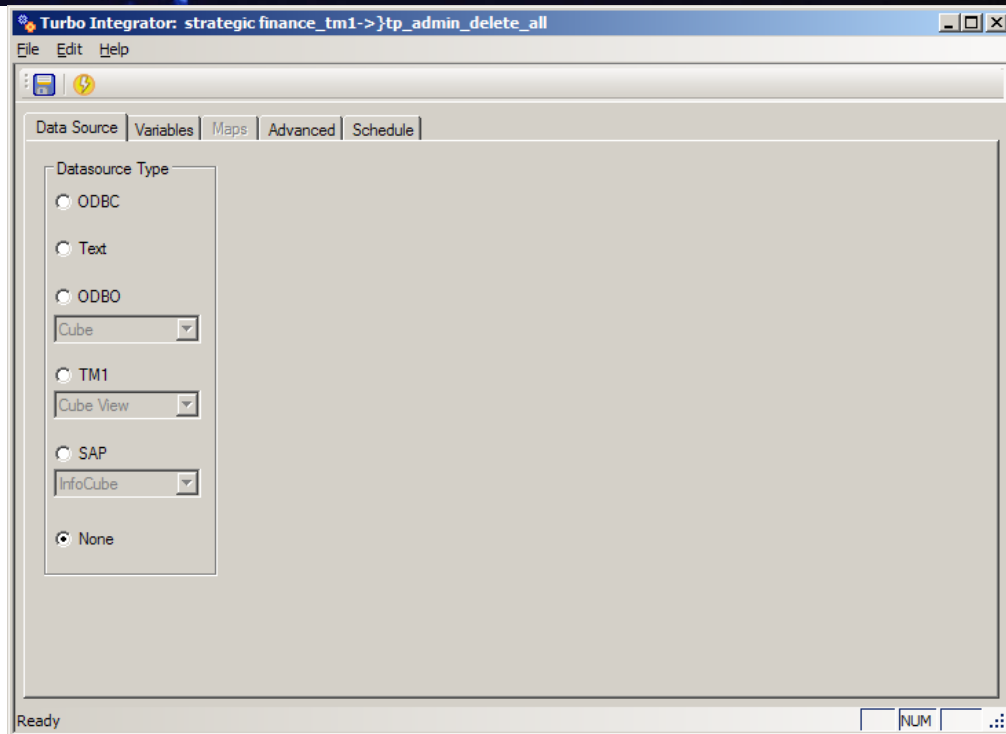 Turbo Integrator: strategic finance_tm1->}tp_admin_delete_all
File Edit Help
Data Source Variables Maps Advanced Schedule
Datasource Type
ODBC
Text
ODBO
Cube
TM1
Cube View
SAP
InfoCube
None
Ready NUM